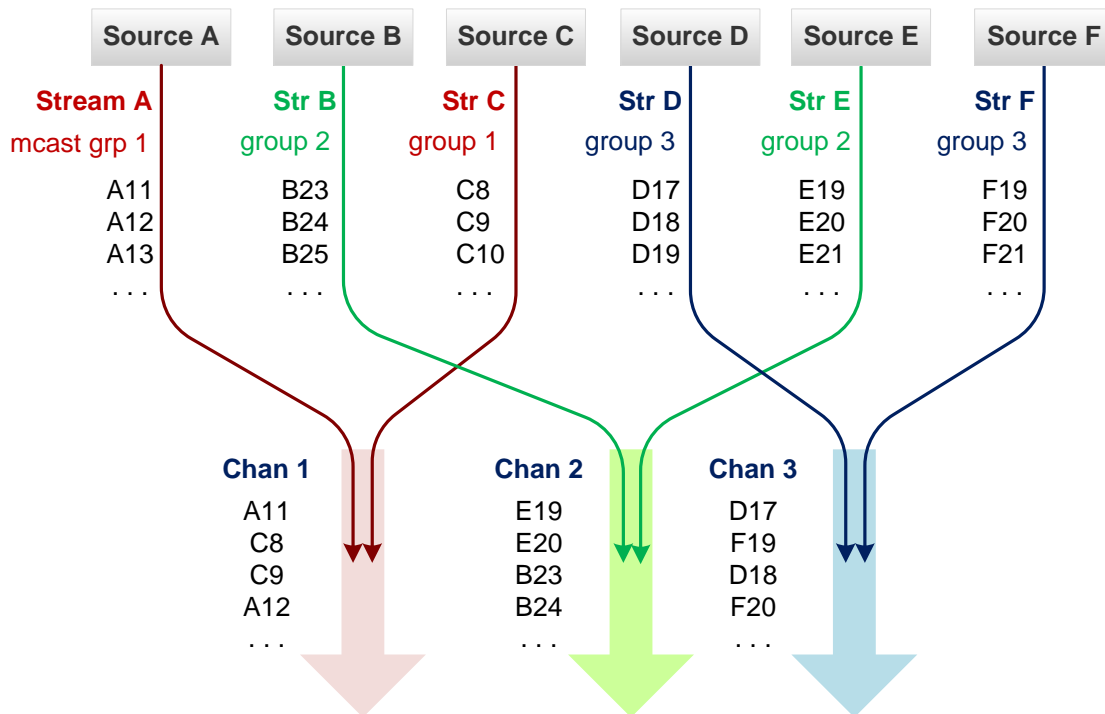 Source A Source B Source C Source D Source E Source F
Stream A Str B Str C Str D Str E Str F
mcast grp 1 group 2 group 1 group 3 group 2 group 3
A11 B23 C8 D17 E19 F19
A12 B24 C9 D18 E20 F20
A13 B25 C10 D19 E21 F21
. . . . . . . . . . . . . . . . . .
Chan 1 Chan 2 Chan 3
A11 E19 D17
C8 E20 F19
C9 B23 D18
A12 B24 F20
. . . . . . . . .